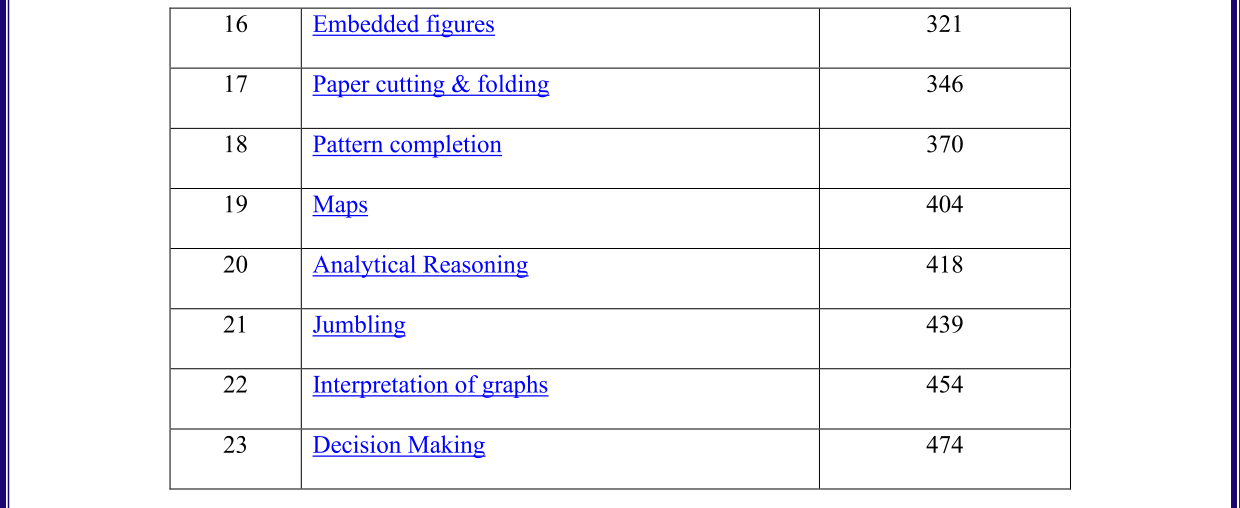 16 Embedded figures 321
17 Paper cutting & folding 346
18 Pattern completion 370
19 Maps 404
20 Analytical Reasoning 418
21 Jumbling 439
22 Interpretation of graphs 454
23 Decision Making 474